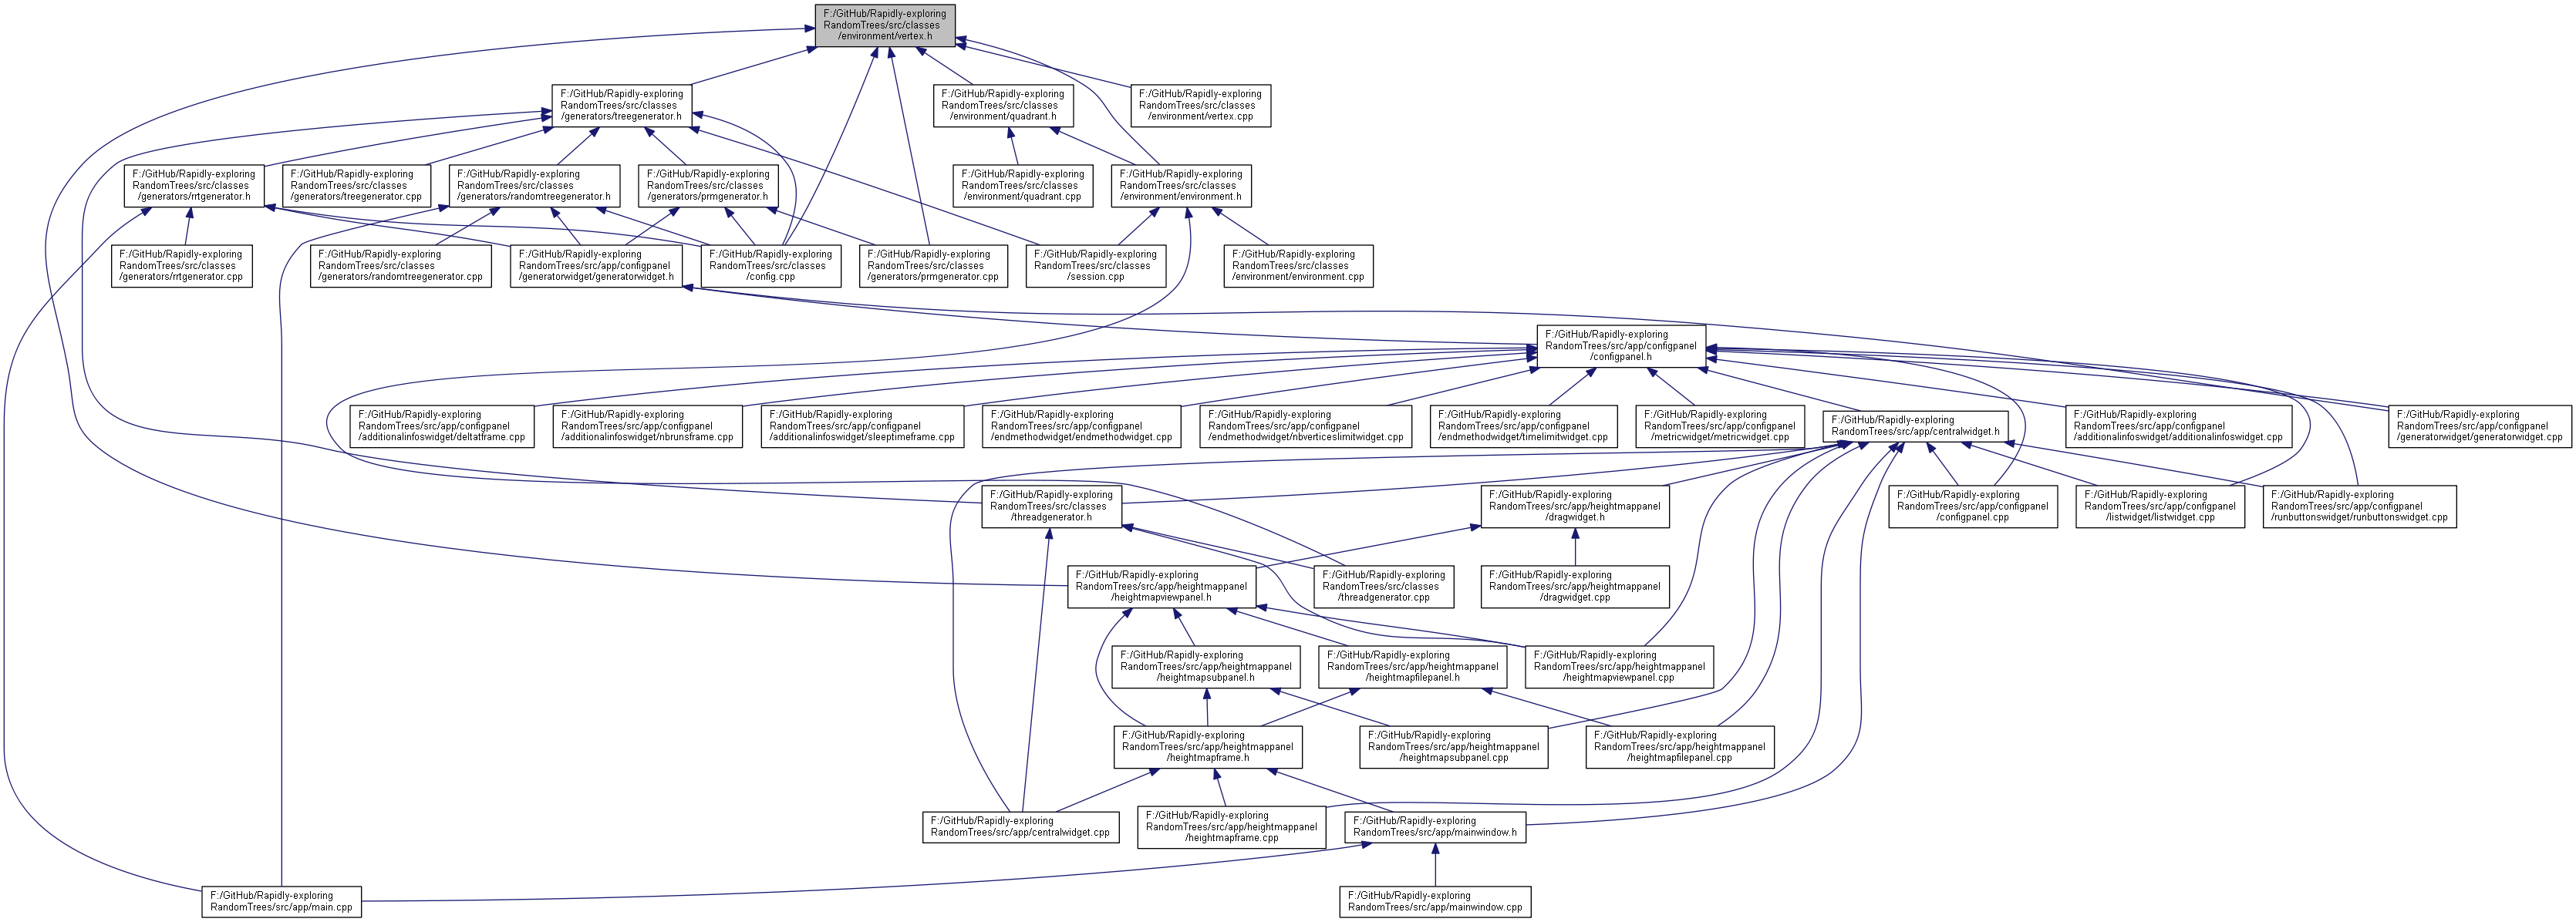 F:/GitHub/Rapidly-exploring
RandomTrees/src/classes
/environment/vertex.h
F:/GitHub/Rapidly-exploring
RandomTrees/src/classes
/generators/treegenerator.h
F:/GitHub/Rapidly-exploring
RandomTrees/src/classes
/environment/quadrant.h
F:/GitHub/Rapidly-exploring
RandomTrees/src/classes
/environment/vertex.cpp
F:/GitHub/Rapidly-exploring
RandomTrees/src/classes
/generators/rrtgenerator.h
F:/GitHub/Rapidly-exploring
RandomTrees/src/classes
/generators/treegenerator.cpp
F:/GitHub/Rapidly-exploring
RandomTrees/src/classes
/generators/randomtreegenerator.h
F:/GitHub/Rapidly-exploring
RandomTrees/src/classes
/generators/prmgenerator.h
F:/GitHub/Rapidly-exploring
RandomTrees/src/classes
/environment/quadrant.cpp
F:/GitHub/Rapidly-exploring
RandomTrees/src/classes
/environment/environment.h
F:/GitHub/Rapidly-exploring
RandomTrees/src/classes
/generators/rrtgenerator.cpp
F:/GitHub/Rapidly-exploring
RandomTrees/src/classes
/generators/randomtreegenerator.cpp
F:/GitHub/Rapidly-exploring
RandomTrees/src/app/configpanel
/generatorwidget/generatorwidget.h
F:/GitHub/Rapidly-exploring
RandomTrees/src/classes
/config.cpp
F:/GitHub/Rapidly-exploring
RandomTrees/src/classes
/generators/prmgenerator.cpp
F:/GitHub/Rapidly-exploring
RandomTrees/src/classes
/session.cpp
F:/GitHub/Rapidly-exploring
RandomTrees/src/classes
/environment/environment.cpp
F:/GitHub/Rapidly-exploring
RandomTrees/src/app/configpanel
/configpanel.h
F:/GitHub/Rapidly-exploring
RandomTrees/src/app/configpanel
/additionalinfoswidget/deltatframe.cpp
F:/GitHub/Rapidly-exploring
RandomTrees/src/app/configpanel
/additionalinfoswidget/nbrunsframe.cpp
F:/GitHub/Rapidly-exploring
RandomTrees/src/app/configpanel
/additionalinfoswidget/sleeptimeframe.cpp
F:/GitHub/Rapidly-exploring
RandomTrees/src/app/configpanel
/endmethodwidget/endmethodwidget.cpp
F:/GitHub/Rapidly-exploring
RandomTrees/src/app/configpanel
/endmethodwidget/nbverticeslimitwidget.cpp
F:/GitHub/Rapidly-exploring
RandomTrees/src/app/configpanel
/endmethodwidget/timelimitwidget.cpp
F:/GitHub/Rapidly-exploring
RandomTrees/src/app/configpanel
/metricwidget/metricwidget.cpp
F:/GitHub/Rapidly-exploring
RandomTrees/src/app/centralwidget.h
F:/GitHub/Rapidly-exploring
RandomTrees/src/app/configpanel
/additionalinfoswidget/additionalinfoswidget.cpp
F:/GitHub/Rapidly-exploring
RandomTrees/src/app/configpanel
/generatorwidget/generatorwidget.cpp
F:/GitHub/Rapidly-exploring
RandomTrees/src/classes
/threadgenerator.h
F:/GitHub/Rapidly-exploring
RandomTrees/src/app/heightmappanel
/dragwidget.h
F:/GitHub/Rapidly-exploring
RandomTrees/src/app/configpanel
/configpanel.cpp
F:/GitHub/Rapidly-exploring
RandomTrees/src/app/configpanel
/listwidget/listwidget.cpp
F:/GitHub/Rapidly-exploring
RandomTrees/src/app/configpanel
/runbuttonswidget/runbuttonswidget.cpp
F:/GitHub/Rapidly-exploring
RandomTrees/src/app/heightmappanel
/heightmapviewpanel.h
F:/GitHub/Rapidly-exploring
RandomTrees/src/classes
/threadgenerator.cpp
F:/GitHub/Rapidly-exploring
RandomTrees/src/app/heightmappanel
/dragwidget.cpp
F:/GitHub/Rapidly-exploring
RandomTrees/src/app/heightmappanel
/heightmapsubpanel.h
F:/GitHub/Rapidly-exploring
RandomTrees/src/app/heightmappanel
/heightmapfilepanel.h
F:/GitHub/Rapidly-exploring
RandomTrees/src/app/heightmappanel
/heightmapviewpanel.cpp
F:/GitHub/Rapidly-exploring
RandomTrees/src/app/heightmappanel
/heightmapframe.h
F:/GitHub/Rapidly-exploring
RandomTrees/src/app/heightmappanel
/heightmapsubpanel.cpp
F:/GitHub/Rapidly-exploring
RandomTrees/src/app/heightmappanel
/heightmapfilepanel.cpp
F:/GitHub/Rapidly-exploring
RandomTrees/src/app/centralwidget.cpp
F:/GitHub/Rapidly-exploring
RandomTrees/src/app/heightmappanel
/heightmapframe.cpp
F:/GitHub/Rapidly-exploring
RandomTrees/src/app/mainwindow.h
F:/GitHub/Rapidly-exploring
RandomTrees/src/app/main.cpp
F:/GitHub/Rapidly-exploring
RandomTrees/src/app/mainwindow.cpp